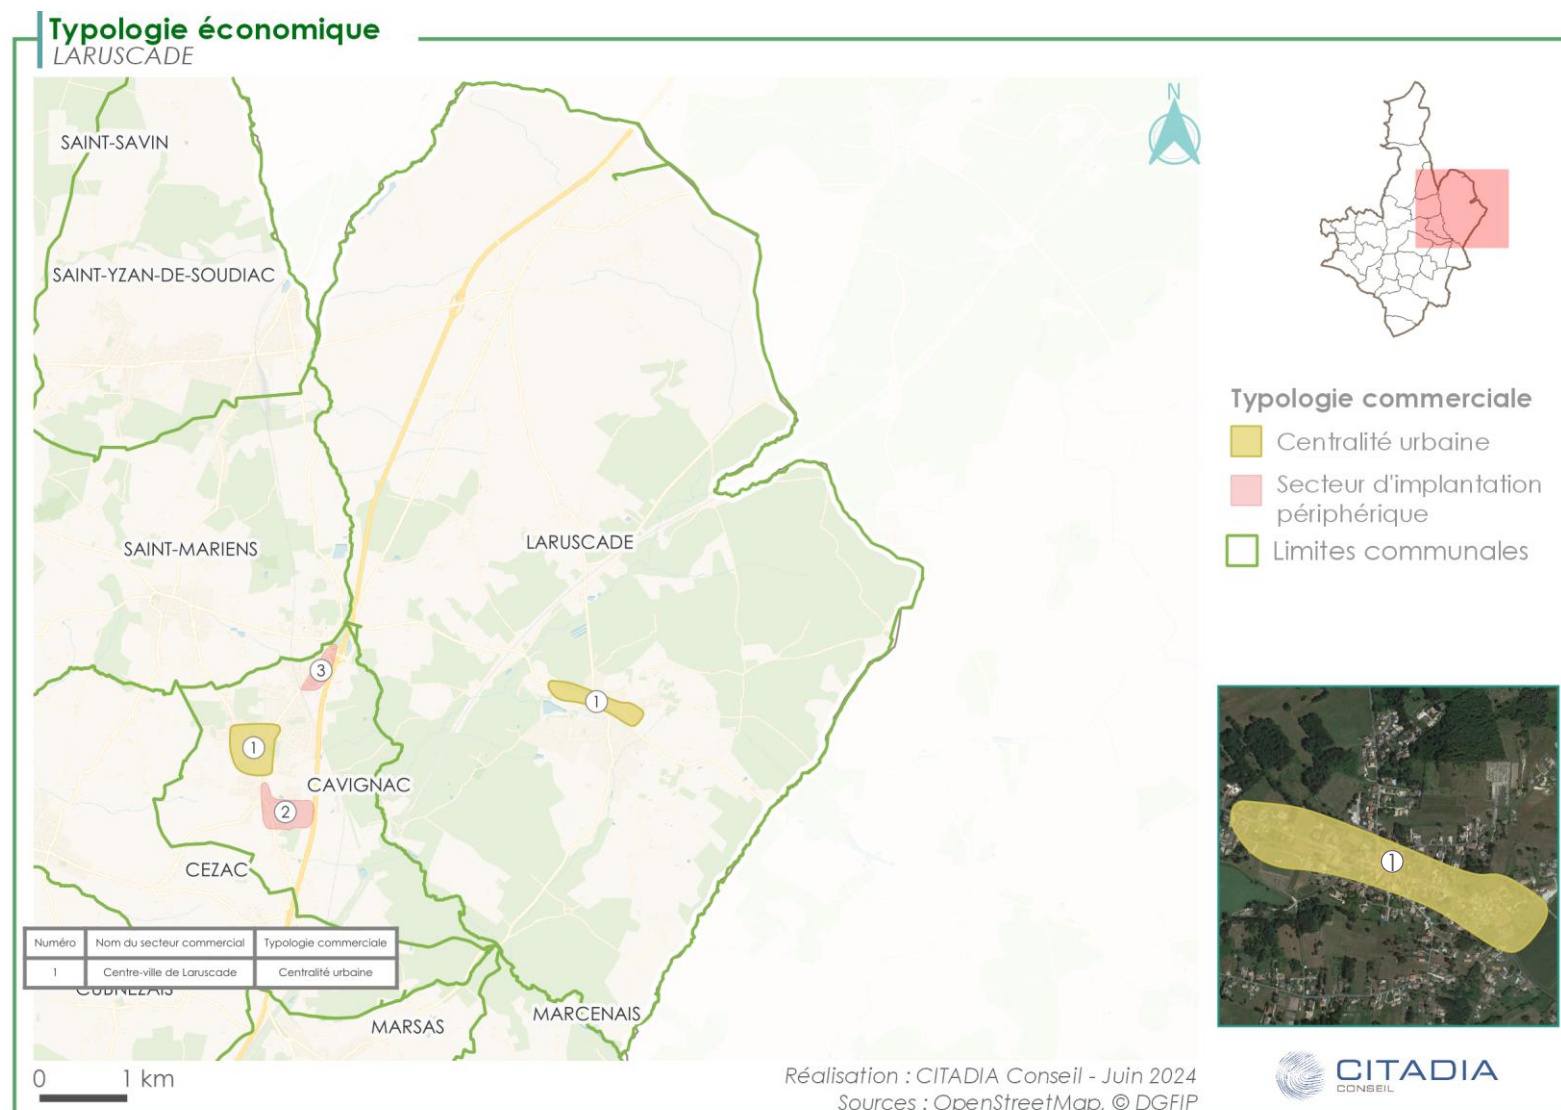 Typologie économique
LARUSCADE
N
SAINT-SAVIN
SAINT-YZAN-DE-SOUDIAC
SAINT-MARIENS
LARUSCADE
3
1
1
CAVIGNAC
2
CEZAC
Numéro Nom du secteur commercial Typologie commerciale
1 Centre-ville de Laruscade Centralité urbaine
CUBNEZAIS
MARSAS
MARCENAIS
0 1 km
Réalisation : CITADIA Conseil - Juin 2024
Sources : OpenStreetMap, © DGFIP
Typologie commerciale
Centralité urbaine
Secteur d'implantation
périphérique
Limites communales
1
CITADIA
CONSEIL